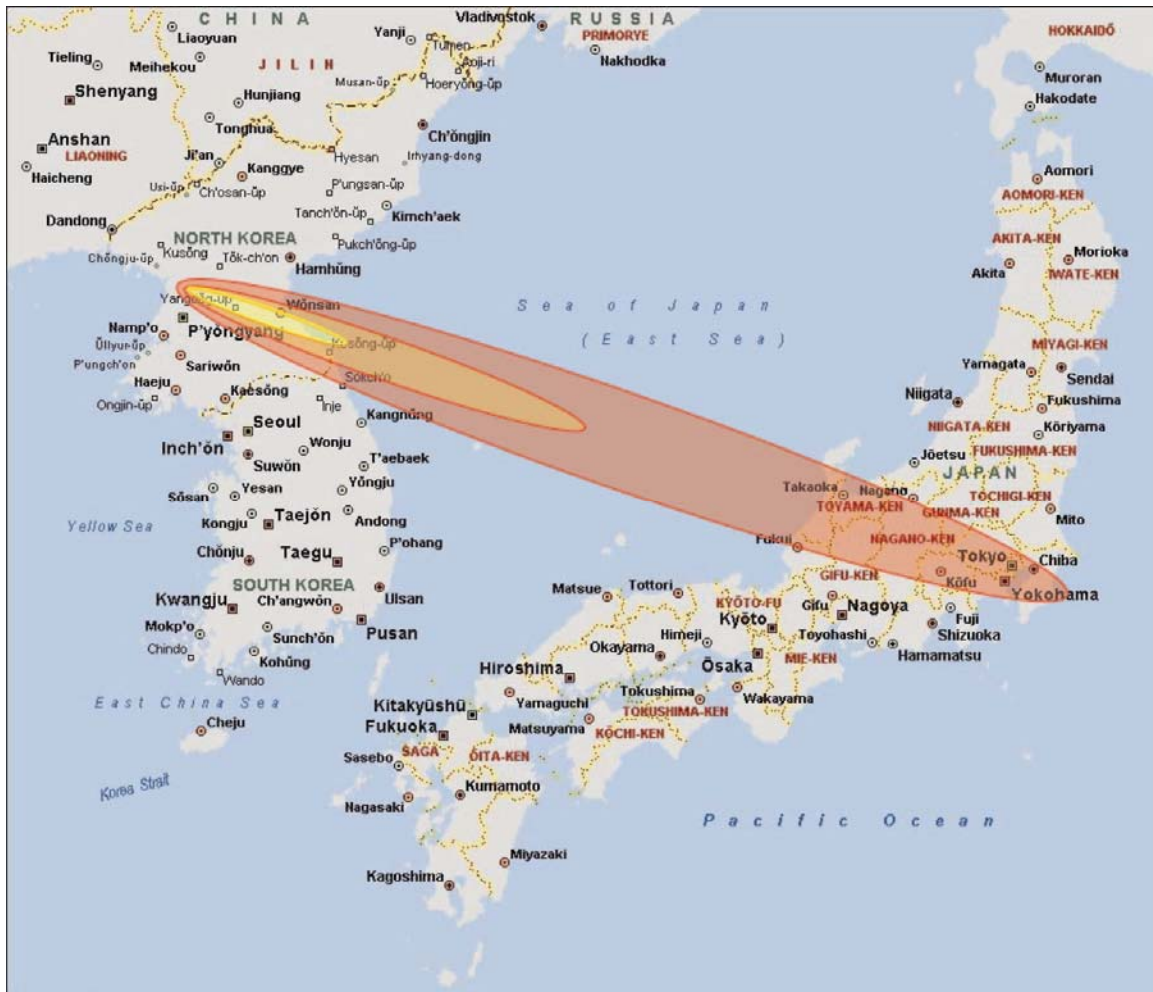 CHINA
RUSSIA
PRIMORYE
Vladivostok
Nakhodka
HOKKAIDŌ
Muroran
Hakodate
Liaoyuan
Tieling
Meihekou
JILIN
Yanji
Tumen
Aoji-ri
Musan-ŭp
Hoeryŏng-ŭp
Shenyang
Hunjiang
Tonghua
Ch'ŏngjin
Anshan
LIAONING
Ji'an
Hyesan
Irhyang-dong
Haicheng
Kanggye
Usi-ŭp
Ch'osan-ŭp
P'ungsan-ŭp
Aomori
AOMORI-KEN
Dandong
Tanch'ŏn-ŭp
Kimch'aek
NORTH KOREA
Pukch'ŏng-ŭp
Kusŏng
Chŏngju-ŭp
Tŏk-ch'on
Hamhŭng
AKITA-KEN
Akita
Morioka
IWATE-KEN
Wŏnsan
Sea of Japan
(East Sea)
Namp'o
P'yŏngyang
Ŭllyur-ŭp
P'ungch'on
Sariwŏn
Kosŏng-ŭp
MIYAGI-KEN
Yamagata
Sendai
Haeju
Kaesŏng
Sokch'o
Ongjin-ŭp
Inje
Kangnŭng
Niigata
Fukushima
NIIGATA-KEN
Kōriyama
FUKUSHIMA-KEN
Seoul
Inch'ŏn
Wonju
Suwŏn
T'aebaek
Jōetsu
JAPAN
Sŏsan
Yesan
Yŏngju
Takaoka
Nagano
TOYAMA-KEN
TOCHIGI-KEN
GUNMA-KEN
Mito
Yellow Sea
Kongju
Taejŏn
Andong
Fukui
NAGANO-KEN
Chŏnju
Taegu
P'ohang
Tokyo
Chiba
GIFU-KEN
Kōfu
Yokohama
SOUTH KOREA
Ulsan
Matsue
Tottori
KYŌTO-FU
Gifu
Nagoya
Fuji
Kwangju
Ch'angwŏn
Kyōto
Shizuoka
Mokp'o
Sunch'ŏn
Pusan
Himeji
Toyohashi
Hamamatsu
Chindo
Kohŭng
Okayama
Ōsaka
MIE-KEN
Wando
Hiroshima
East China Sea
Cheju
Kitakyūshū
Yamaguchi
Tokushima
Wakayama
TOKUSHIMA-KEN
Fukuoka
Matsuyama
KŌCHI-KEN
SAGA
ŌITA-KEN
Sasebo
Korea Strait
Nagasaki
Kumamoto
Pacific Ocean
Miyazaki
Kagoshima